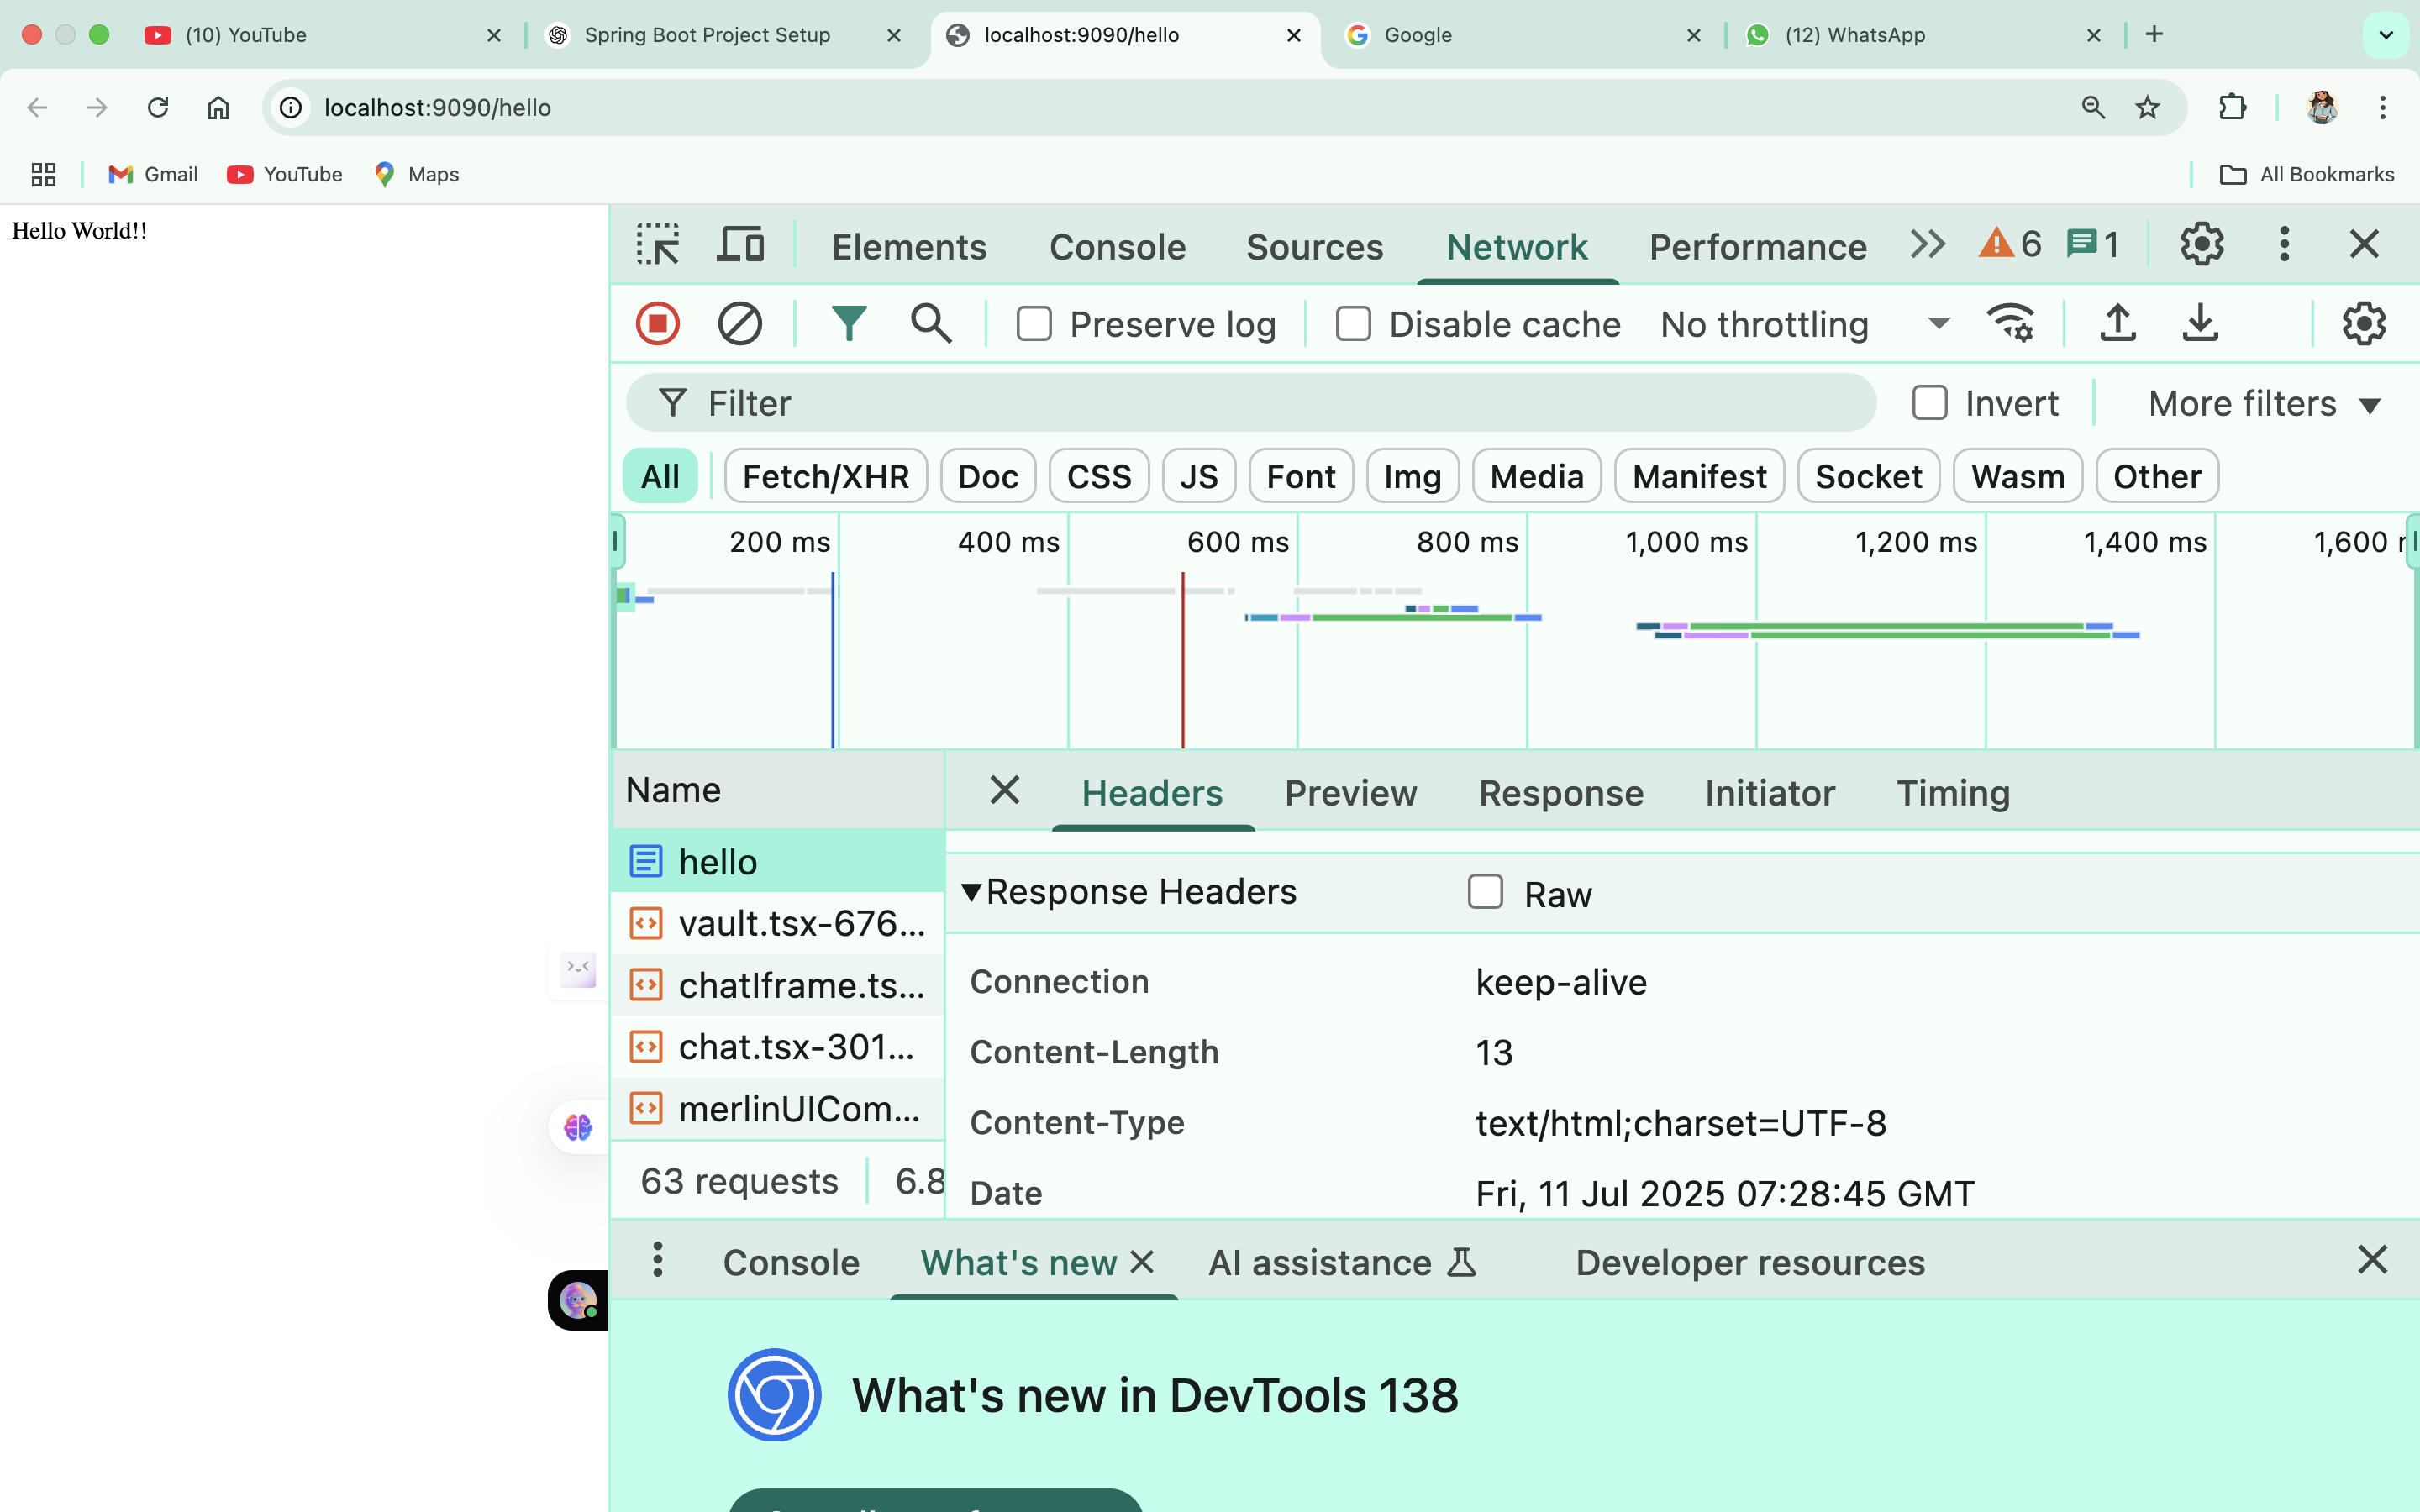 (10) YouTube
Spring Boot Project Setup
localhost:9090/hello
Google
(12) WhatsApp
localhost:9090/hello
Gmail
YouTube
Maps
All Bookmarks
Hello World!!
Elements
Console
Sources
Network
Performance
6
1
Preserve log
Disable cache
No throttling
Filter
Invert
More filters
All
Fetch/XHR
Doc
CSS
JS
Font
Img
Media
Manifest
Socket
Wasm
Other
200 ms
400 ms
600 ms
800 ms
1,000 ms
1,200 ms
1,400 ms
1,600
Name
Headers
Preview
Response
Initiator
Timing
hello
vault.tsx-676...
chatIframe.ts...
chat.tsx-301...
merlinUICom...
63 requests
6.8
Response Headers
Raw
Connection
keep-alive
Content-Length
13
Content-Type
text/html;charset=UTF-8
Date
Fri, 11 Jul 2025 07:28:45 GMT
Console
What's new
AI assistance
Developer resources
What's new in DevTools 138